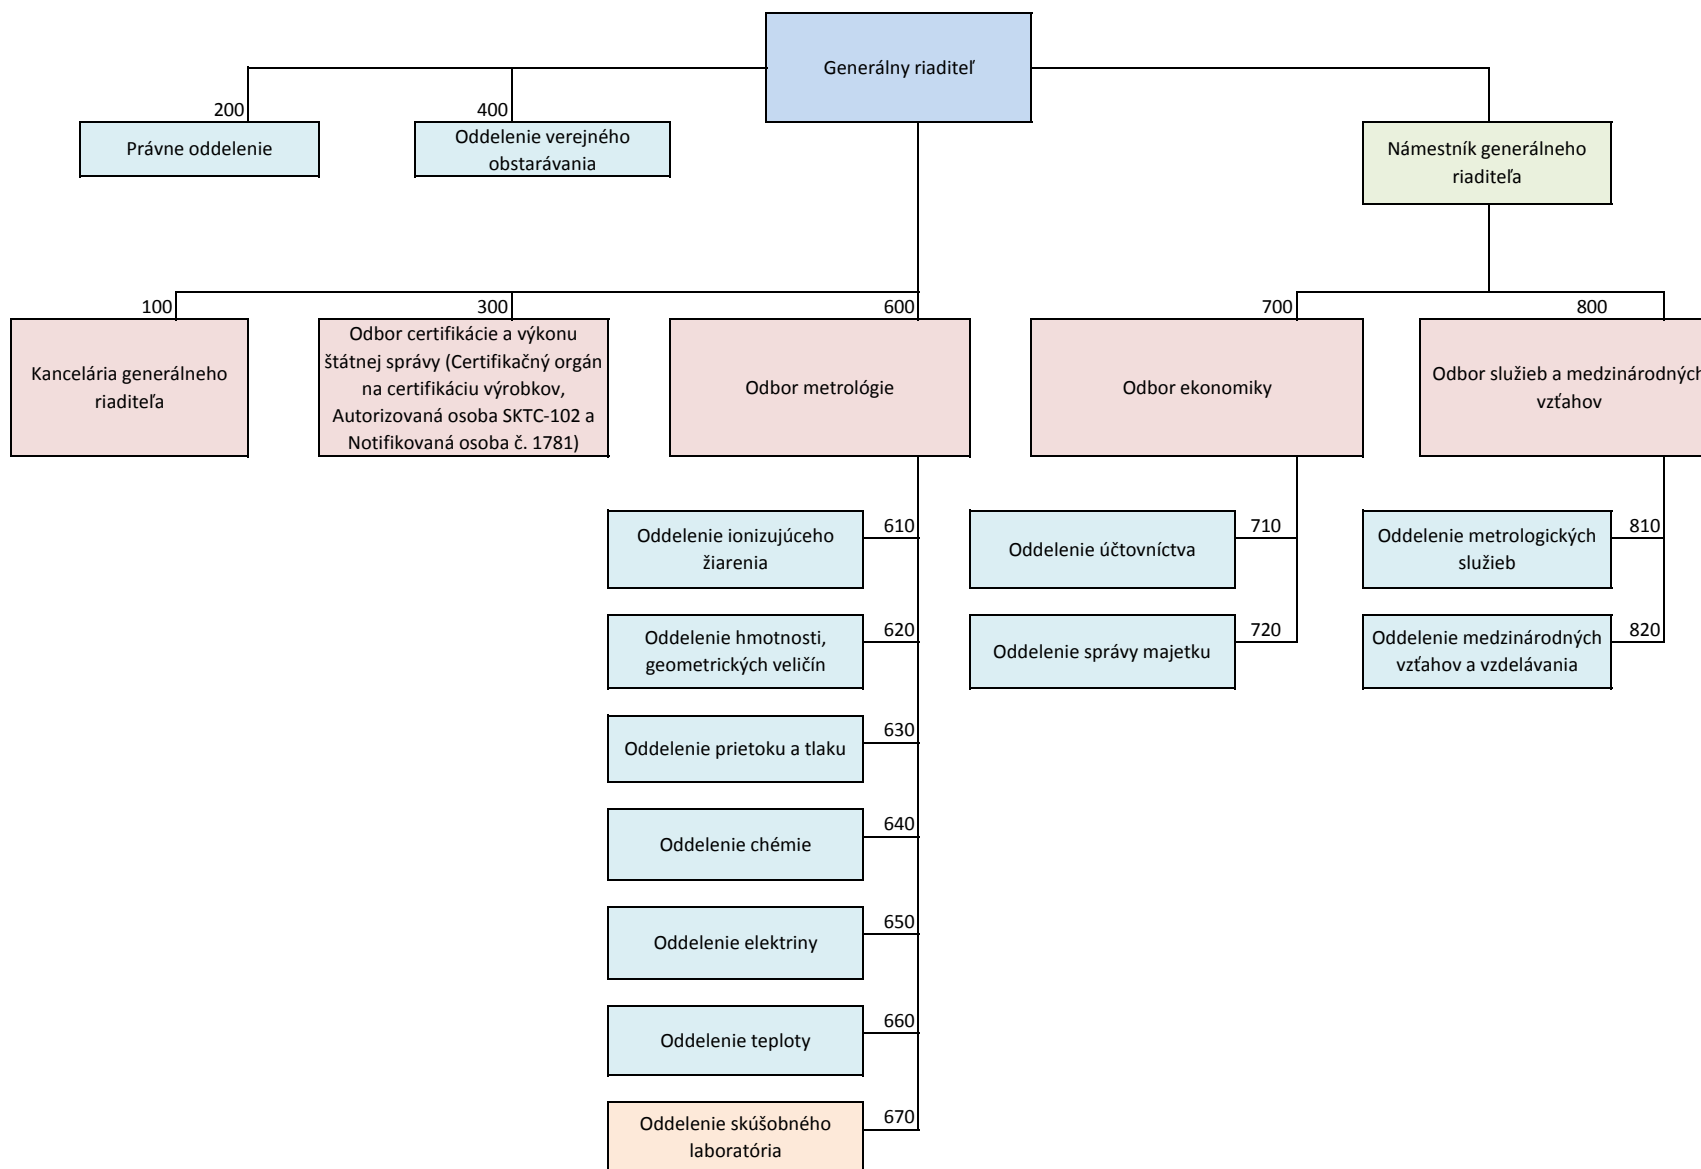 Generálny riaditeľ
200
400
Právne oddelenie
Oddelenie verejného
obstarávania
Námestník generálneho
riaditeľa
100
300
600
700
800
Kancelária generálneho
riaditeľa
Odbor certifikácie a výkonu
štátnej správy (Certifikačný orgán
na certifikáciu výrobkov,
Autorizovaná osoba SKTC-102 a
Notifikovaná osoba č. 1781)
Odbor metrológie
Odbor ekonomiky
Odbor služieb a medzinárodných
vzťahov
610
Oddelenie ionizujúceho
žiarenia
710
Oddelenie účtovníctva
810
Oddelenie metrologických
služieb
620
Oddelenie hmotnosti,
geometrických veličín
720
Oddelenie správy majetku
820
Oddelenie medzinárodných
vzťahov a vzdelávania
630
Oddelenie prietoku a tlaku
640
Oddelenie chémie
650
Oddelenie elektriny
660
Oddelenie teploty
670
Oddelenie skúšobného
laboratória